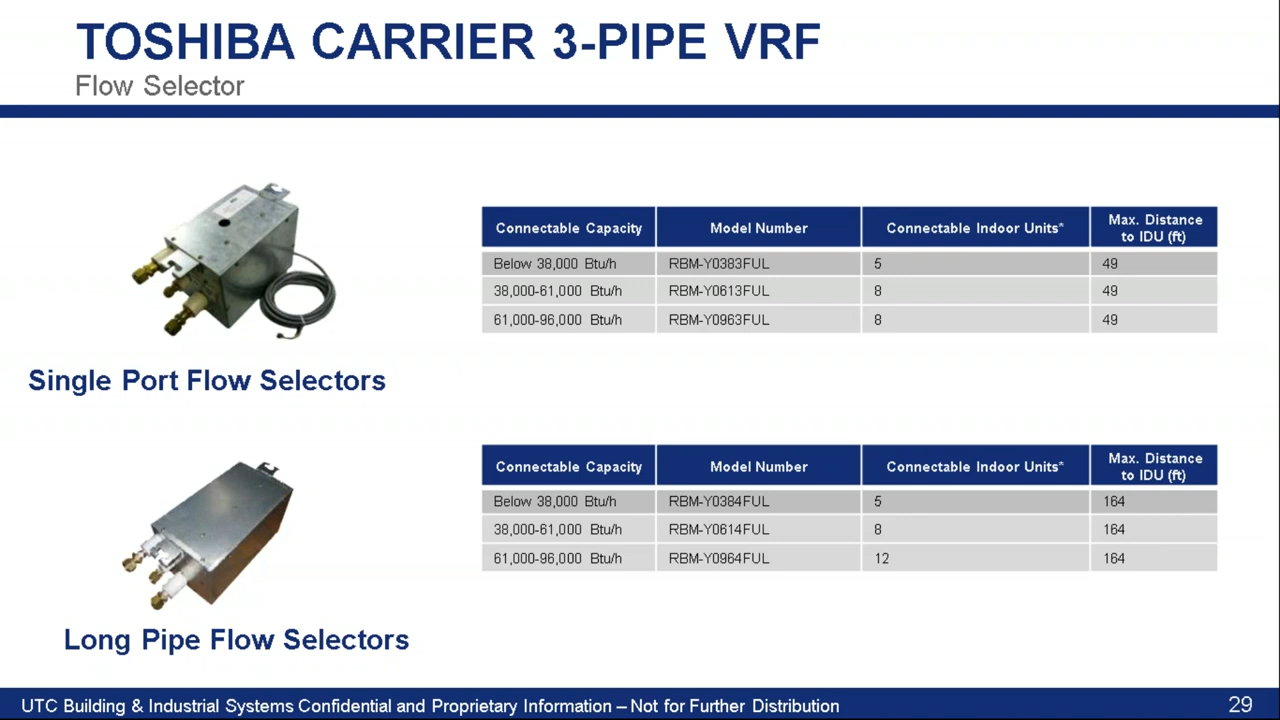 TOSHIBA CARRIER 3-PIPE VRF
Flow Selector
Connectable Capacity Model Number Connectable Indoor Units* Max. Distance to IDU (ft)
Below 38,000 Btu/h RBM-Y0383FUL 5 49
38,000-61,000 Btu/h RBM-Y0613FUL 8 49
61,000-96,000 Btu/h RBM-Y0963FUL 8 49
Single Port Flow Selectors
Connectable Capacity Model Number Connectable Indoor Units* Max. Distance to IDU (ft)
Below 38,000 Btu/h RBM-Y0384FUL 5 164
38,000-61,000 Btu/h RBM-Y0614FUL 8 164
61,000-96,000 Btu/h RBM-Y0964FUL 12 164
Long Pipe Flow Selectors
UTC Building & Industrial Systems Confidential and Proprietary Information – Not for Further Distribution 29